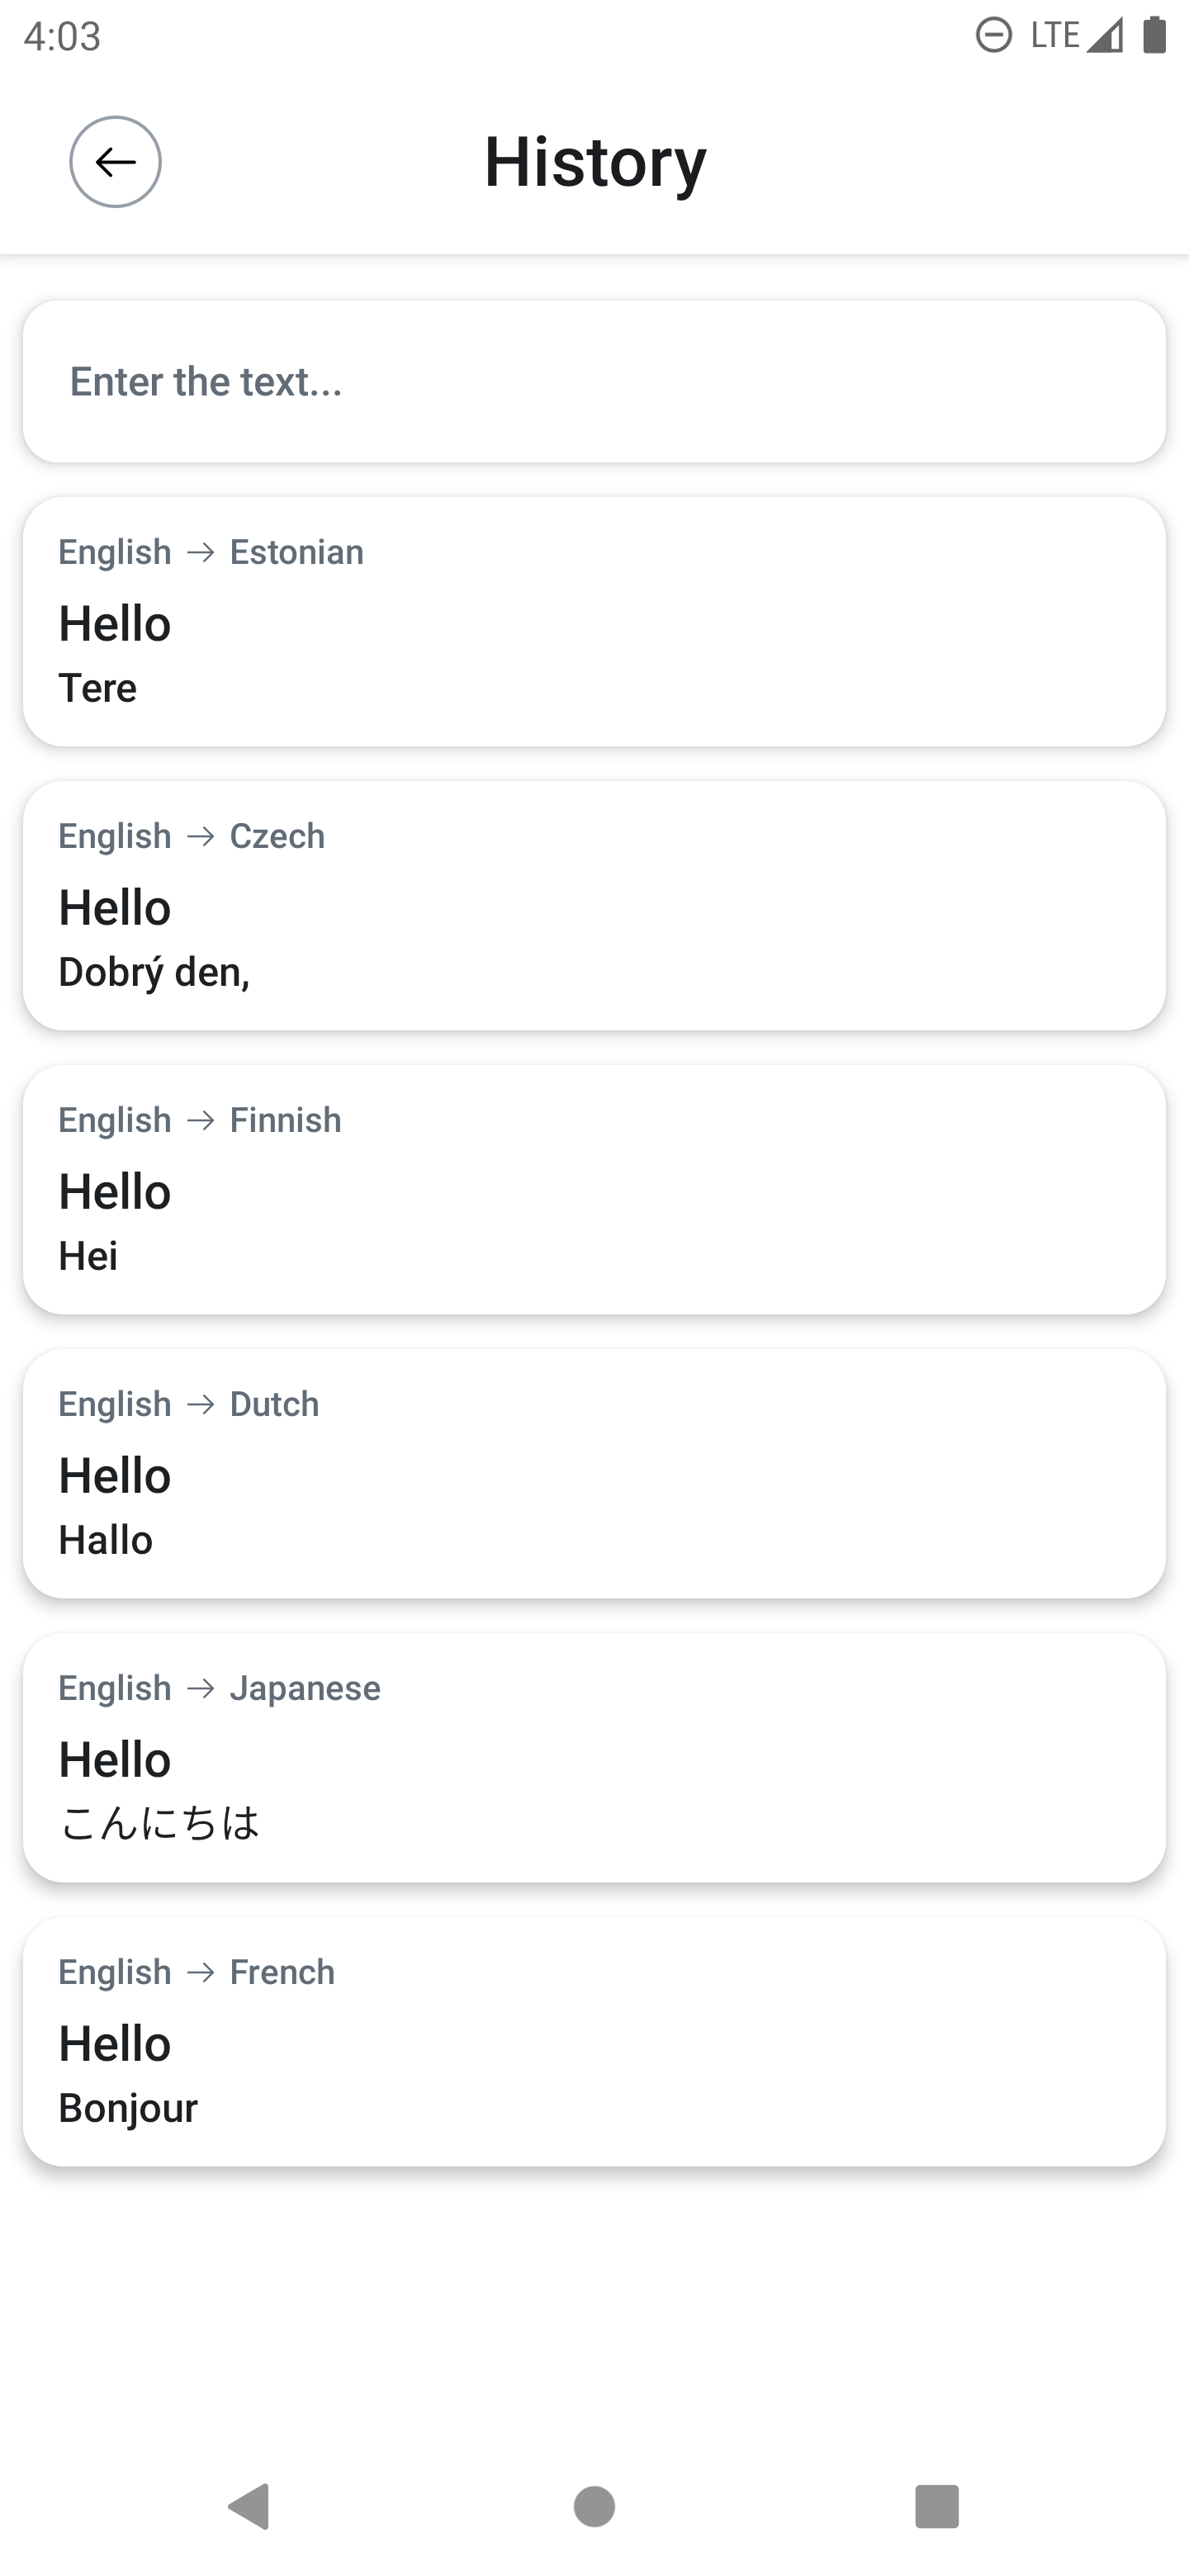 4:03
LTE
History
Enter the text...
English → Estonian
Hello
Tere
English → Czech
Hello
Dobrý den,
English → Finnish
Hello
Hei
English → Dutch
Hello
Hallo
English → Japanese
Hello
こんにちは
English → French
Hello
Bonjour